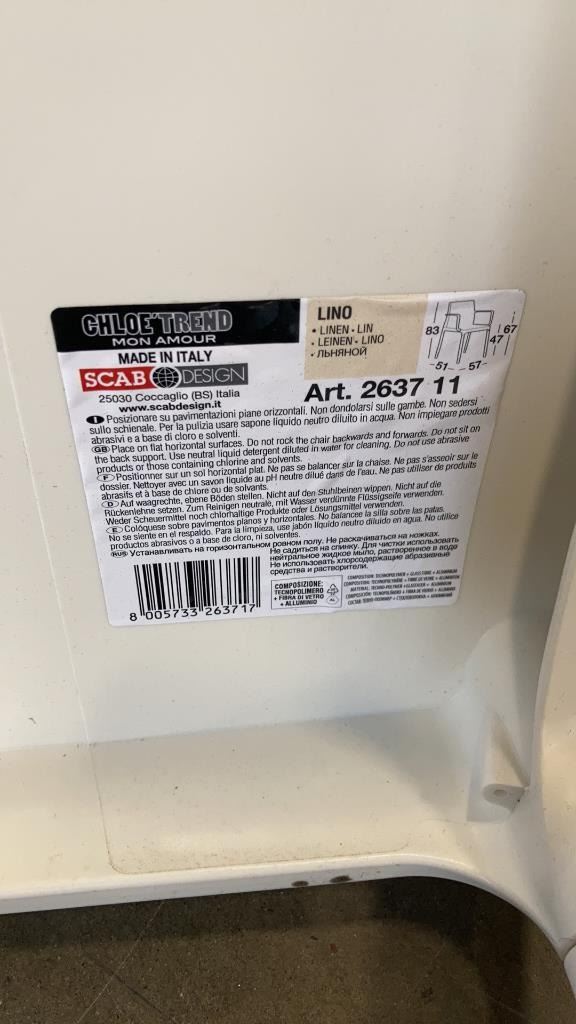 CHLOE' TREND
MON AMOUR
MADE IN ITALY
SCAB DESIGN
25030 Coccaglio (BS) Italia
www.scabdesign.it
LINO
• LINEN • LIN
• LEINEN • LINO
• ЛЬНЯНОЙ
83
67
47
51
57
Art. 2637 11
I Posizionare su pavimentazioni piane orizzontali. Non dondolarsi sulle gambe. Non sedersi
sullo schienale. Per la pulizia usare sapone liquido neutro diluito in acqua. Non impiegare prodotti
abrasivi e a base di cloro e solventi.
GB Place on flat horizontal surfaces. Do not rock the chair backwards and forwards. Do not sit on
the back support. Use neutral liquid detergent diluted in water for cleaning. Do not use abrasive
products or those containing chlorine and solvents.
F Positionner sur un sol horizontal plat. Ne pas se balancer sur la chaise. Ne pas s'asseoir sur le
dossier. Nettoyer avec un savon liquide au pH neutre dilué dans de l'eau. Ne pas utiliser de produits
abrasifs et à base de chlore ou de solvants.
D Auf waagrechte, ebene Böden stellen. Nicht auf den Stuhlbeinen wippen. Nicht auf die
Rückenlehne setzen. Zum Reinigen neutrale, mit Wasser verdünnte Flüssigseife verwenden.
Weder Scheuermittel noch chlorhaltige Produkte oder Lösungsmittel verwenden.
E Colóquese sobre pavimentos planos y horizontales. No balancee la silla sobre las patas.
No se siente en el respaldo. Para la limpieza, use jabón líquido neutro diluido en agua. No utilice
productos abrasivos o a base de cloro, ni solventes.
RUS Устанавливать на горизонтальном ровном полу. Не раскачиваться на ножках.
Не садиться на спинку. Для чистки использовать
нейтральное жидкое мыло, растворенное в воде
Не использовать хлорсодержащие абразивные
средства и растворители.
8 005733 263717
COMPOSIZIONE:
TECNOPOLIMERO
+ FIBRA DI VETRO
+ ALLUMINIO